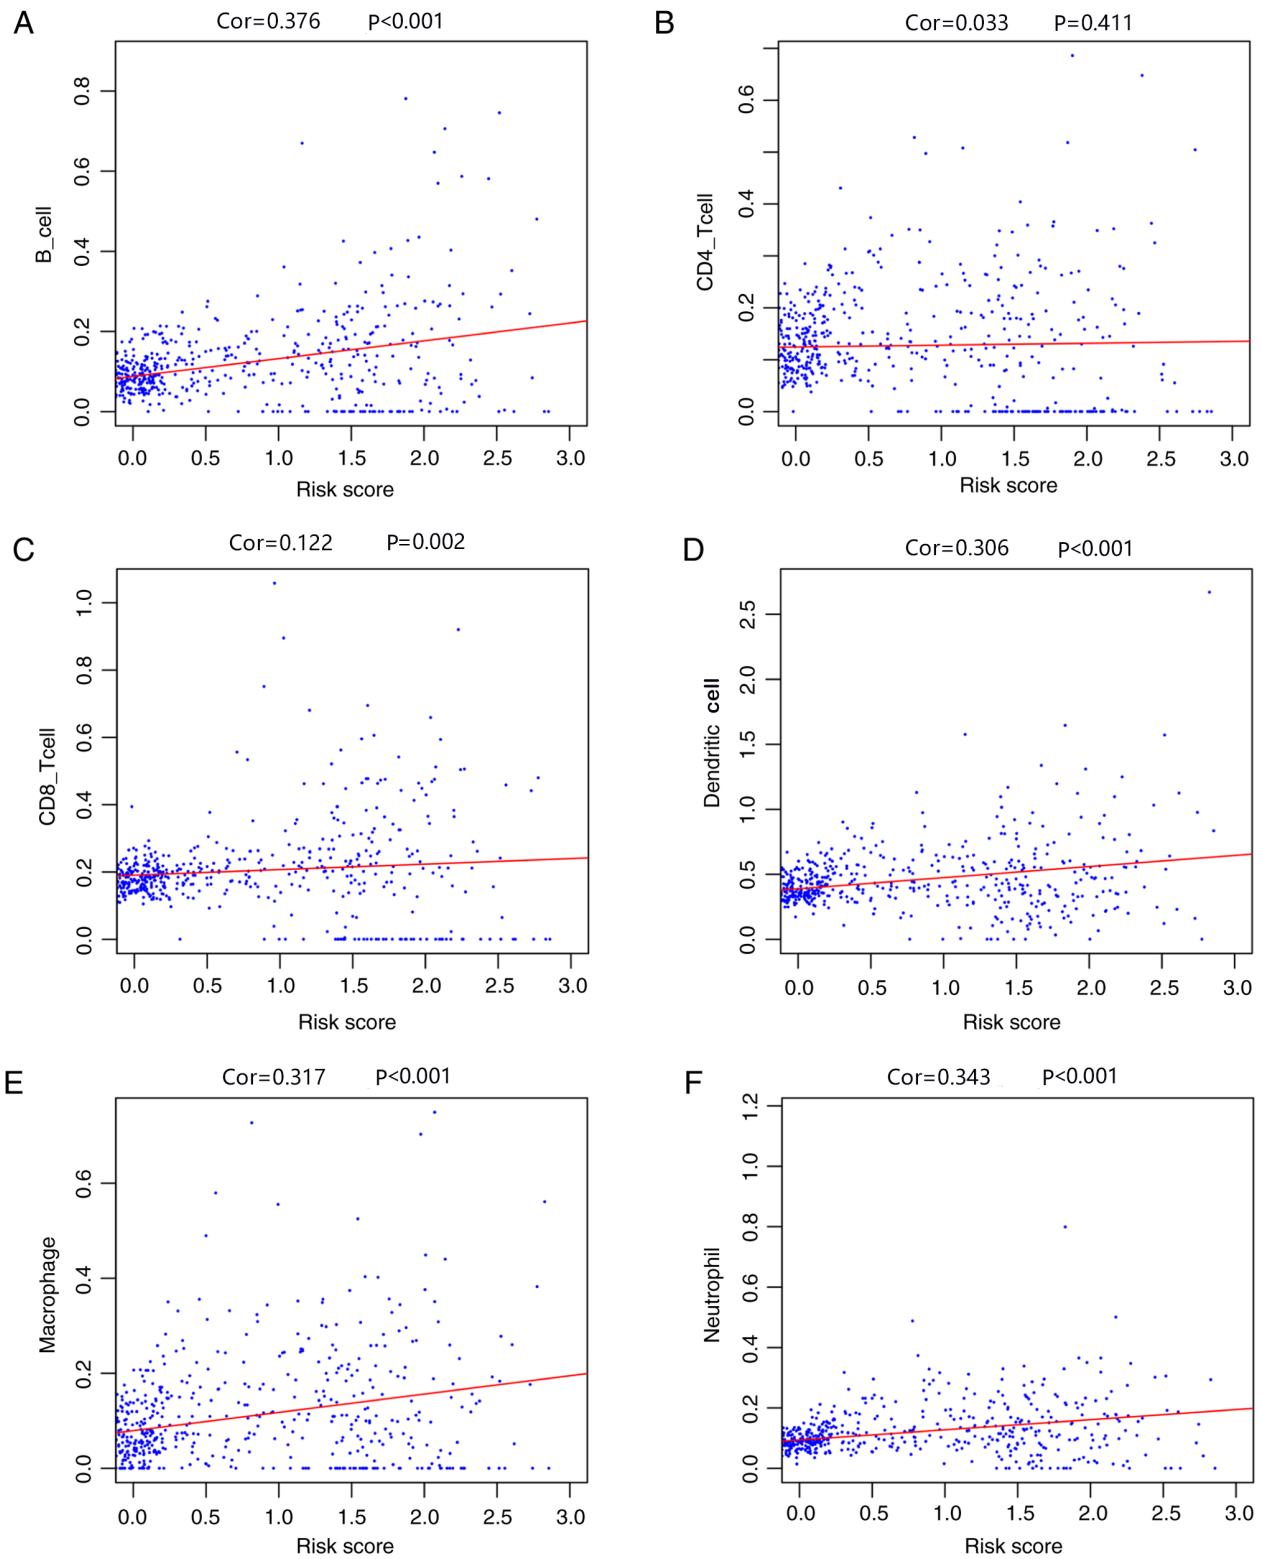 A
Cor=0.376 P<0.001
B_cell
0.8
0.6
0.4
0.2
0.0
0.0 0.5 1.0 1.5 2.0 2.5 3.0
Risk score
B
Cor=0.033 P=0.411
CD4_Tcell
0.6
0.4
0.2
0.0
0.0 0.5 1.0 1.5 2.0 2.5 3.0
Risk score
C
Cor=0.122 P=0.002
CD8_Tcell
1.0
0.8
0.6
0.4
0.2
0.0
0.0 0.5 1.0 1.5 2.0 2.5 3.0
Risk score
D
Cor=0.306 P<0.001
Dendritic cell
2.5
2.0
1.5
1.0
0.5
0.0
0.0 0.5 1.0 1.5 2.0 2.5 3.0
Risk score
E
Cor=0.317 P<0.001
Macrophage
0.6
0.4
0.2
0.0
0.0 0.5 1.0 1.5 2.0 2.5 3.0
Risk score
F
Cor=0.343 P<0.001
Neutrophil
1.2
1.0
0.8
0.6
0.4
0.2
0.0
0.0 0.5 1.0 1.5 2.0 2.5 3.0
Risk score